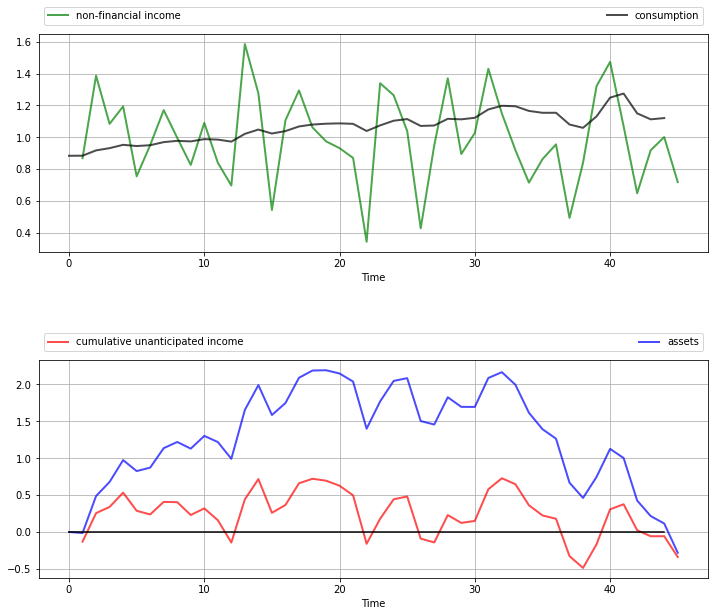 non-financial income consumption
1.6
1.4
1.2
1.0
0.8
0.6
0.4
0 10 20 30 40
Time
cumulative unanticipated income assets
2.0
1.5
1.0
0.5
0.0
−0.5
0 10 20 30 40
Time